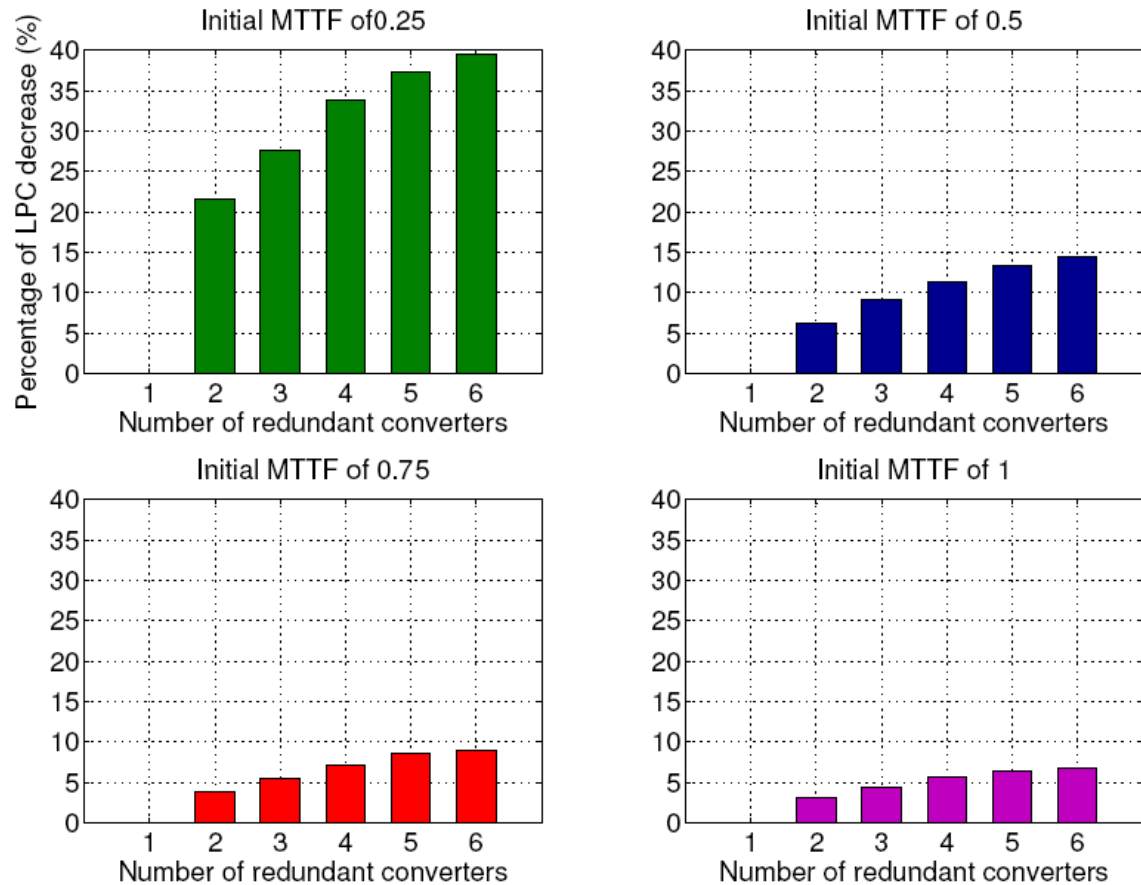 Initial MTTF of0.25
Percentage of LPC decrease (%)
40
35
30
25
20
15
10
5
0
1 2 3 4 5 6
Number of redundant converters
Initial MTTF of 0.5
40
35
30
25
20
15
10
5
0
1 2 3 4 5 6
Number of redundant converters
Initial MTTF of 0.75
40
35
30
25
20
15
10
5
0
1 2 3 4 5 6
Number of redundant converters
Initial MTTF of 1
40
35
30
25
20
15
10
5
0
1 2 3 4 5 6
Number of redundant converters